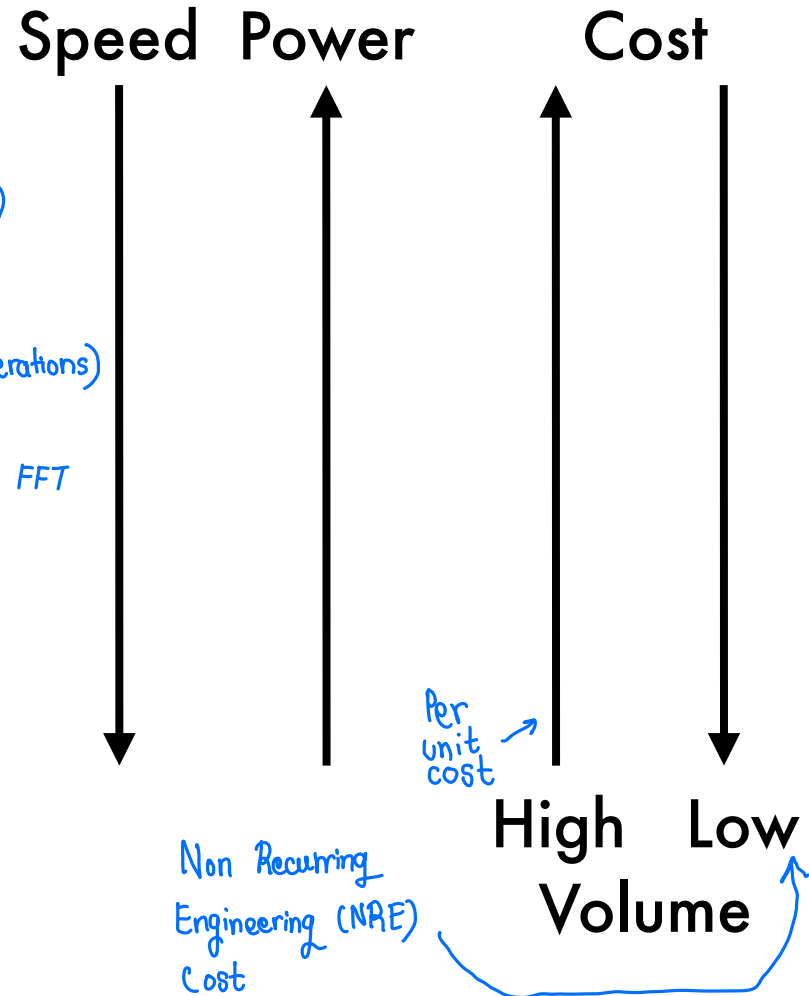 Speed Power Cost
)
erations)
FFT
Per
unit
cost
High Low
Volume
Non Recurring
Engineering (NRE)
Cost